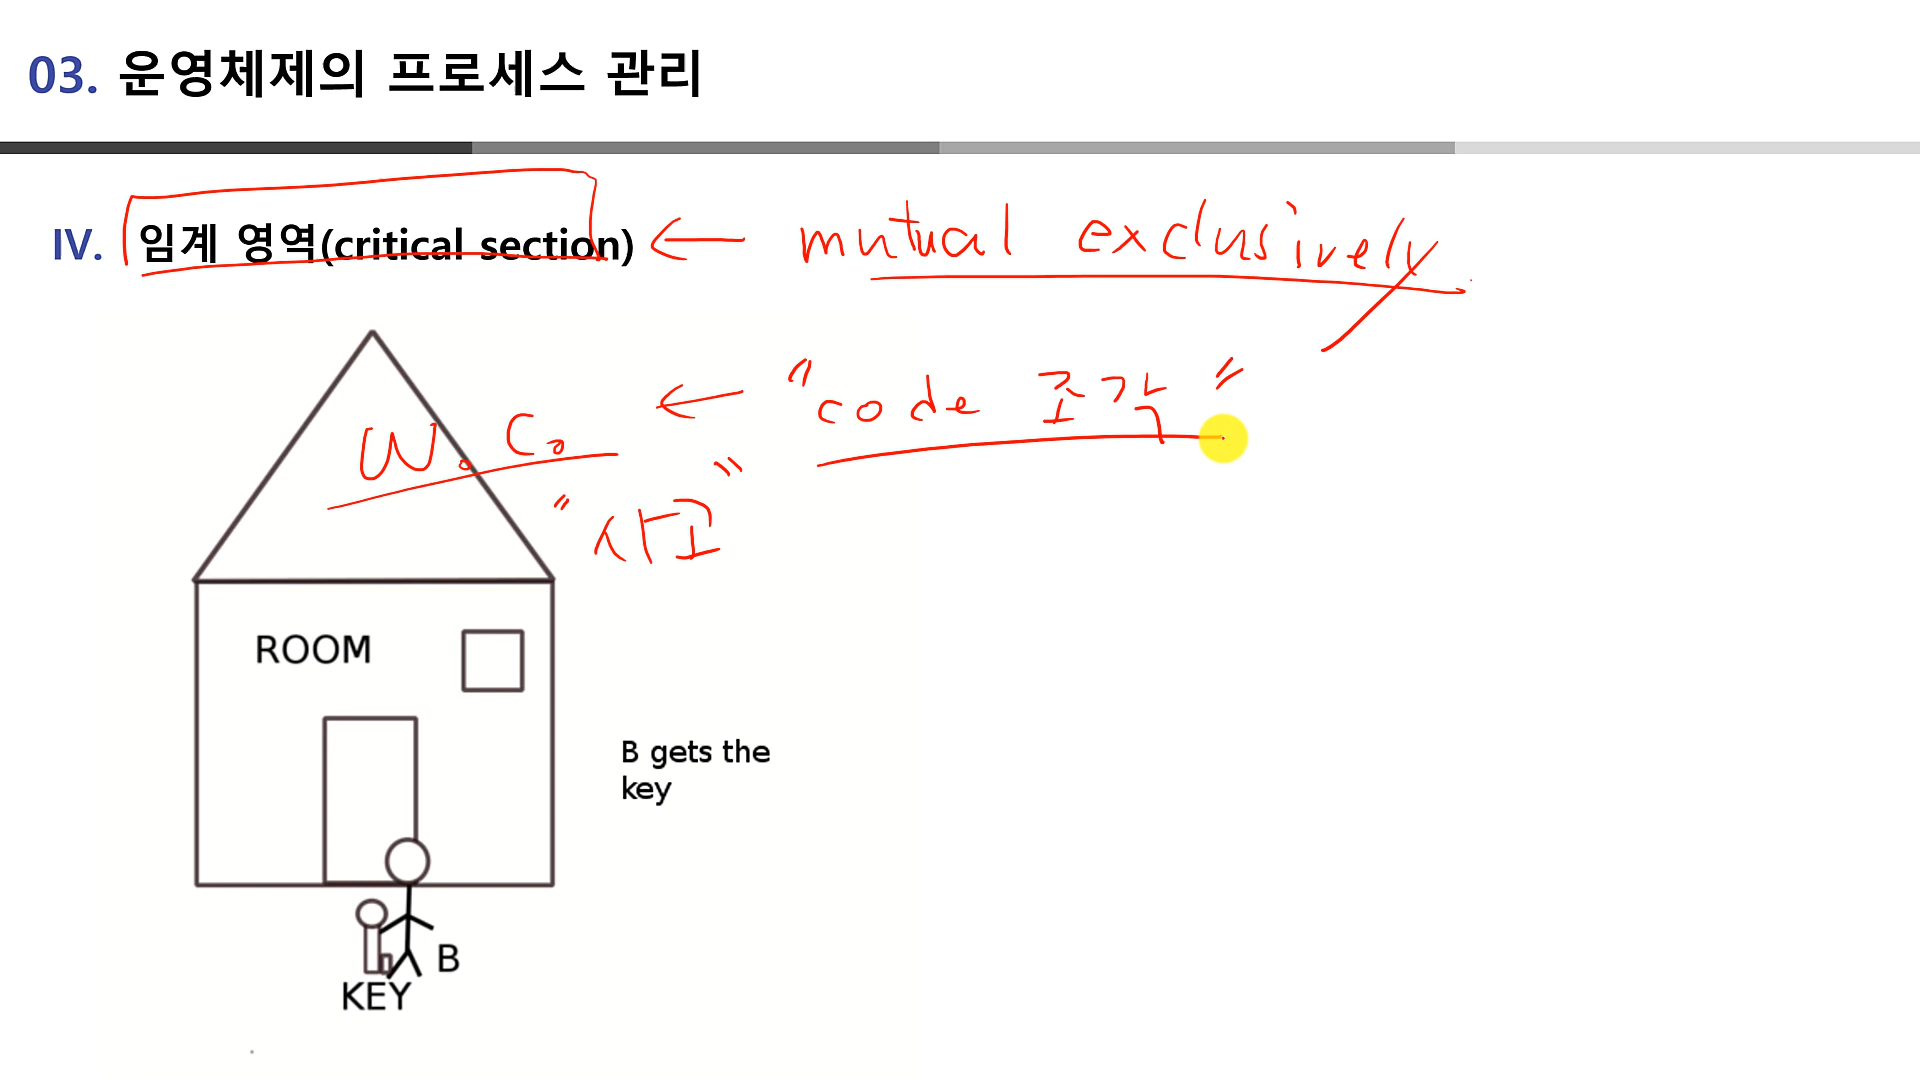 03. 운영체제의 프로세스 관리
IV. 임계 영역(critical section) ← mutual exclusively
← "code 조각"
W.C.
"사고"
ROOM
B gets the
key
B
KEY